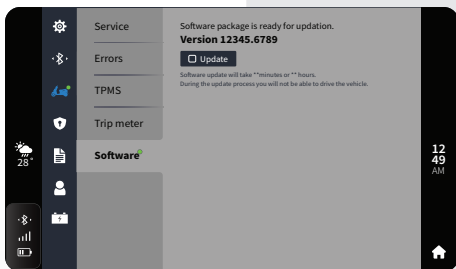 Service
Errors
TPMS
Trip meter
Software
Software package is ready for updation.
Version 12345.6789
Update
Software update will take **minutes or ** hours.
During the update process you will not be able to drive the vehicle.
28°
12
49
AM